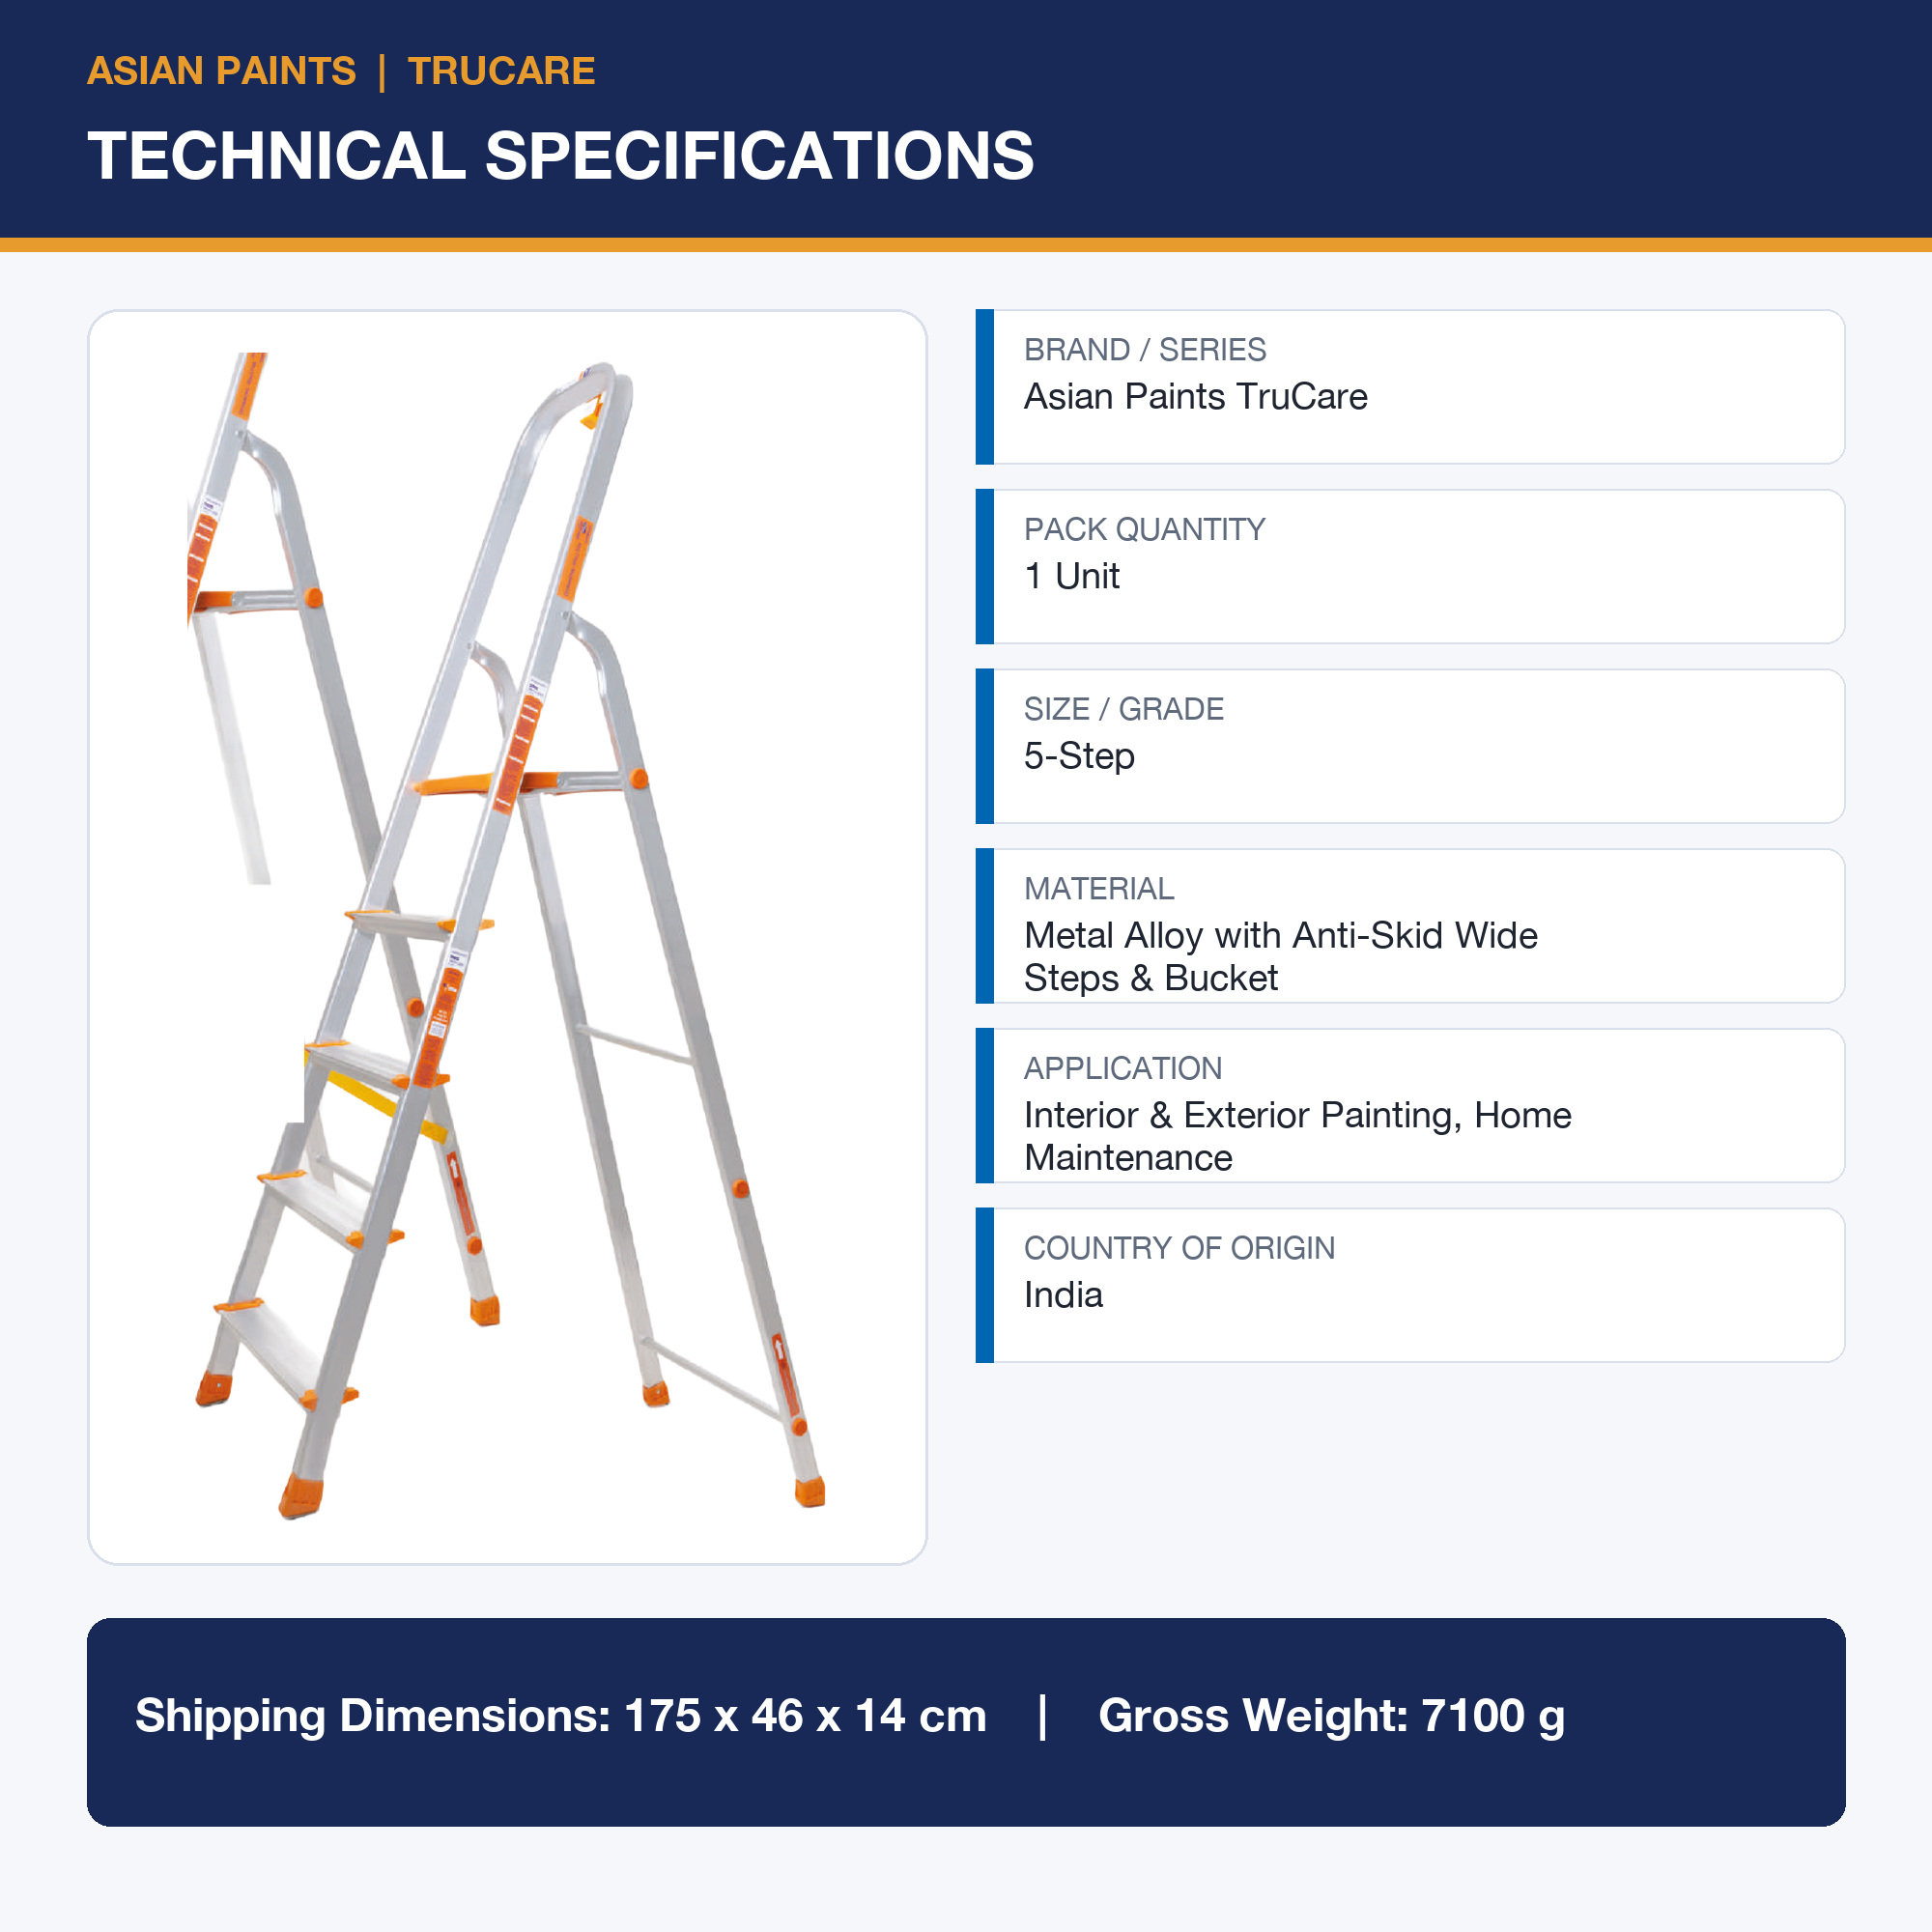 ASIAN PAINTS | TRUCARE
TECHNICAL SPECIFICATIONS
BRAND / SERIES
Asian Paints TruCare
PACK QUANTITY
1 Unit
SIZE / GRADE
5-Step
MATERIAL
Metal Alloy with Anti-Skid Wide
Steps & Bucket
APPLICATION
Interior & Exterior Painting, Home
Maintenance
COUNTRY OF ORIGIN
India
Shipping Dimensions: 175 x 46 x 14 cm | Gross Weight: 7100 g